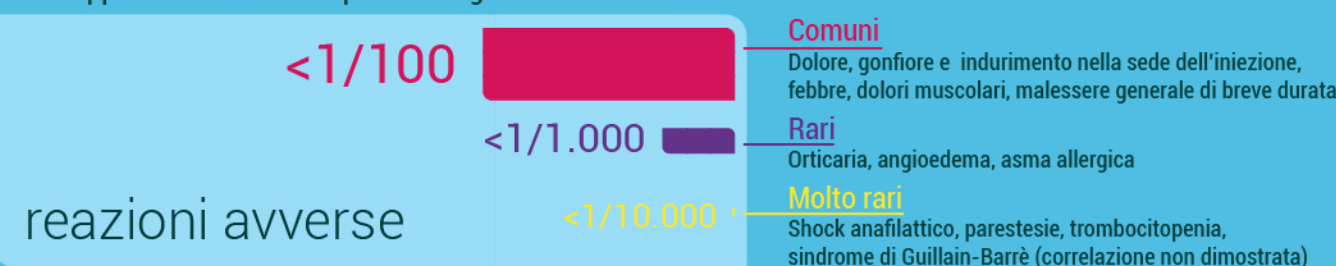 <1/100
Comuni
Dolore, gonfiore e indurimento nella sede dell'iniezione,
febbre, dolori muscolari, malessere generale di breve durata
<1/1.000
Rari
Orticaria, angioedema, asma allergica
reazioni avverse
<1/10.000
Molto rari
Shock anafilattico, parestesie, trombocitopenia,
sindrome di Guillain-Barrè (correlazione non dimostrata)